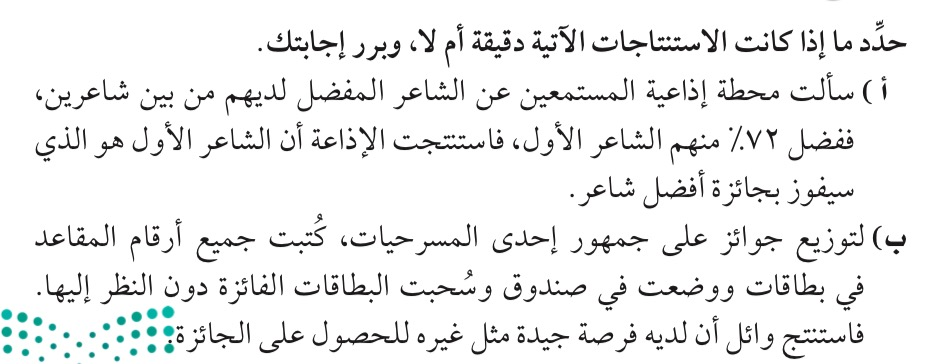 حدِّد ما إذا كانت الاستنتاجات الآتية دقيقة أم لا، وبرر إجابتك.
أ ) سألت محطة إذاعية المستمعين عن الشاعر المفضل لديهم من بين شاعرين،
ففضل ٧٢٪ منهم الشاعر الأول، فاستنتجت الإذاعة أن الشاعر الأول هو الذي
سيفوز بجائزة أفضل شاعر .
ب) لتوزيع جوائز على جمهور إحدى المسرحيات، كُتبت جميع أرقام المقاعد
في بطاقات ووضعت في صندوق وسُحبت البطاقات الفائزة دون النظر إليها.
فاستنتج وائل أن لديه فرصة جيدة مثل غيره للحصول على الجائزة.